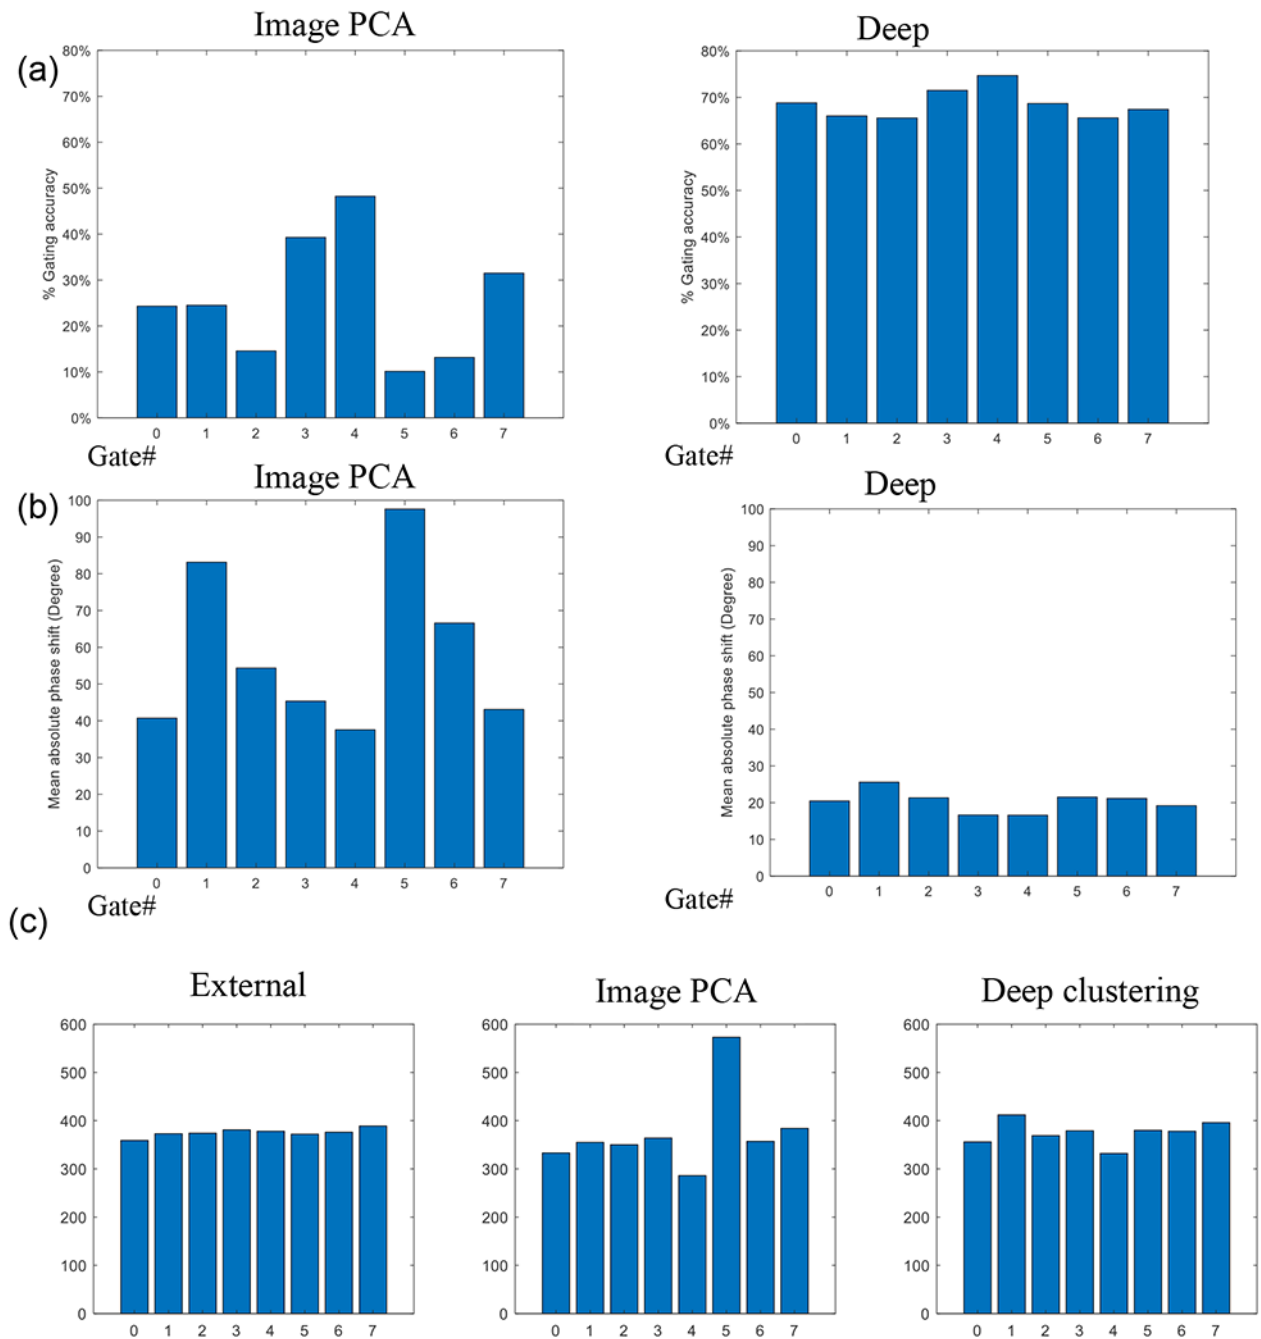 Image PCA
Deep
(a)
80%
70%
60%
50%
40%
30%
20%
10%
0%
% Gating accuracy
0 1 2 3 4 5 6 7
Gate#
80%
70%
60%
50%
40%
30%
20%
10%
0%
% Gating accuracy
0 1 2 3 4 5 6 7
Gate#
Image PCA
Deep
(b)
100
90
80
70
60
50
40
30
20
10
0
Mean absolute phase shift (Degree)
0 1 2 3 4 5 6 7
Gate#
100
90
80
70
60
50
40
30
20
10
0
Mean absolute phase shift (Degree)
0 1 2 3 4 5 6 7
Gate#
(c)
External
600
500
400
300
200
100
0
0 1 2 3 4 5 6 7
Image PCA
600
500
400
300
200
100
0
0 1 2 3 4 5 6 7
Deep clustering
600
500
400
300
200
100
0
0 1 2 3 4 5 6 7